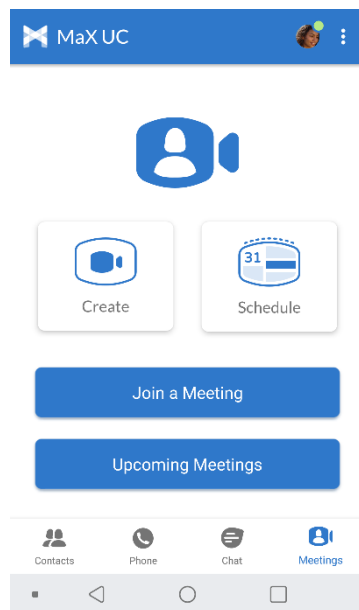 MaX UC
31
Create
Schedule
Join a Meeting
Upcoming Meetings
Contacts
Phone
Chat
Meetings